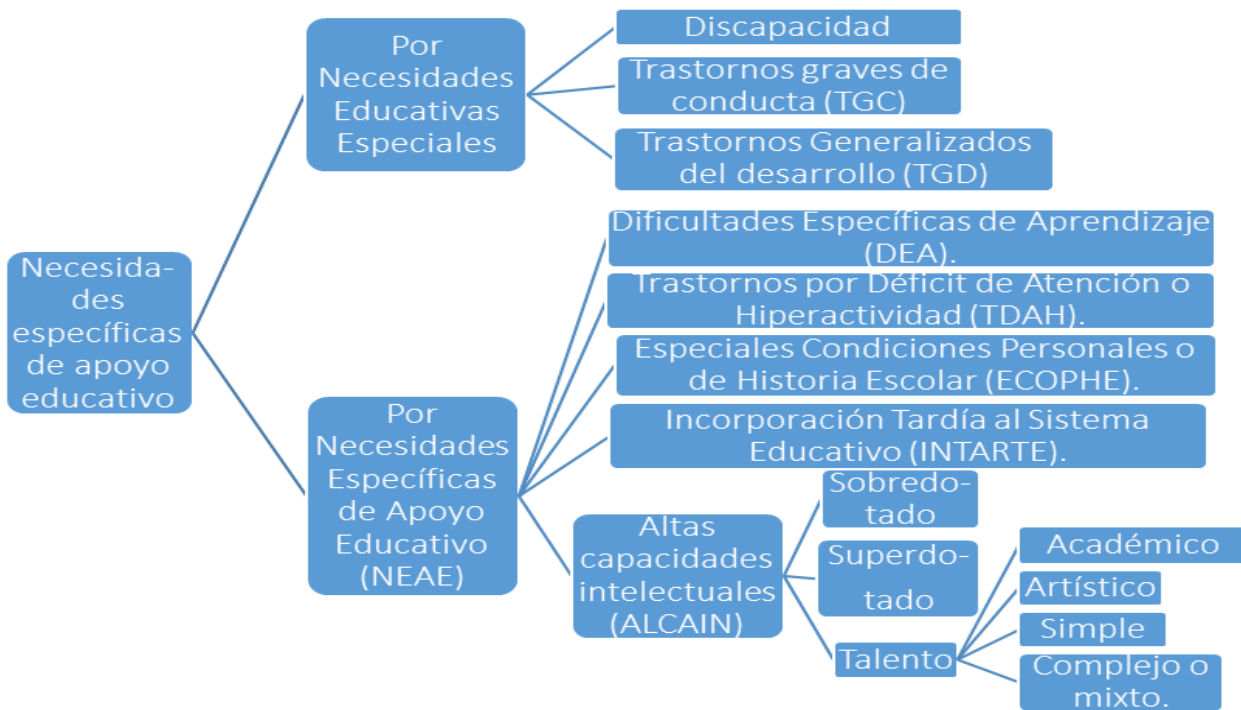 Necesida-
des
específicas
de apoyo
educativo
Por
Necesidades
Educativas
Especiales
Discapacidad
Trastornos graves de
conducta (TGC)
Trastornos Generalizados
del desarrollo (TGD)
Por
Necesidades
Específicas
de Apoyo
Educativo
(NEAE)
Dificultades Específicas de Aprendizaje
(DEA).
Trastornos por Déficit de Atención o
Hiperactividad (TDAH).
Especiales Condiciones Personales o
de Historia Escolar (ECOPHE).
Incorporación Tardía al Sistema
Educativo (INTARTE).
Altas
capacidades
intelectuales
(ALCAIN)
Sobredo-
tado
Superdo-
tado
Talento
Académico
Artístico
Simple
Complejo o
mixto.